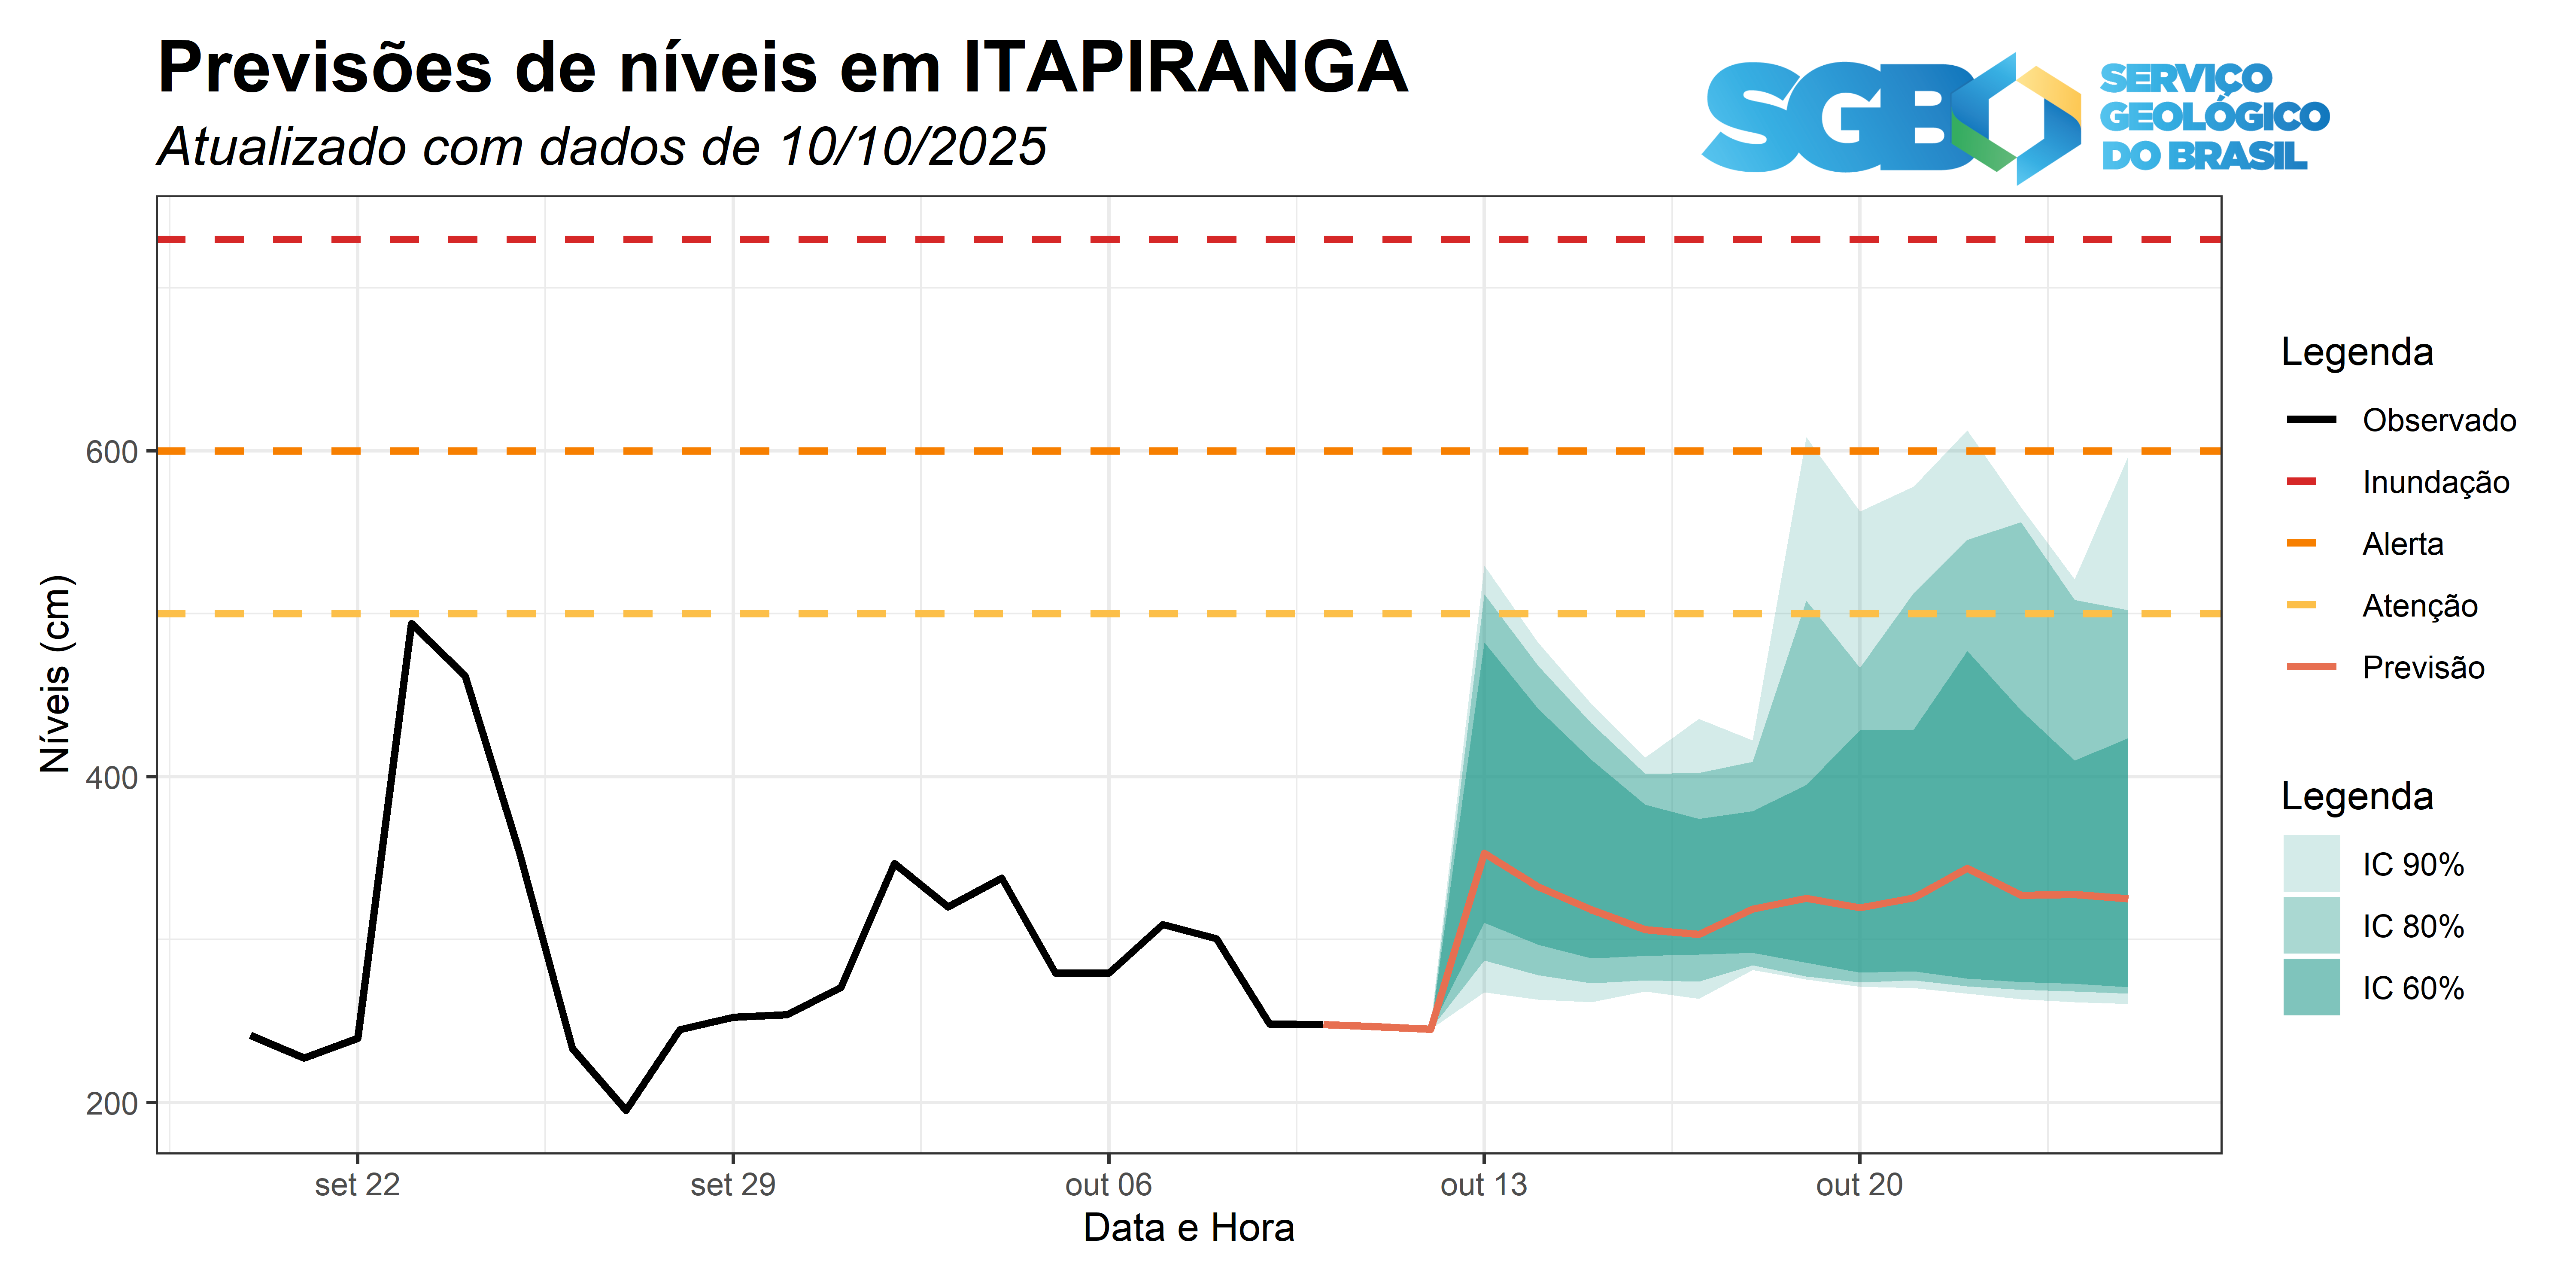 Previsões de níveis em ITAPIRANGA
Atualizado com dados de 10/10/2025
SGB
SERVIÇO
GEOLÓGICO
DO BRASIL
Níveis (cm)
600
400
200
set 22
set 29
out 06
out 13
out 20
Data e Hora
Legenda
Observado
Inundação
Alerta
Atenção
Previsão
Legenda
IC 90%
IC 80%
IC 60%